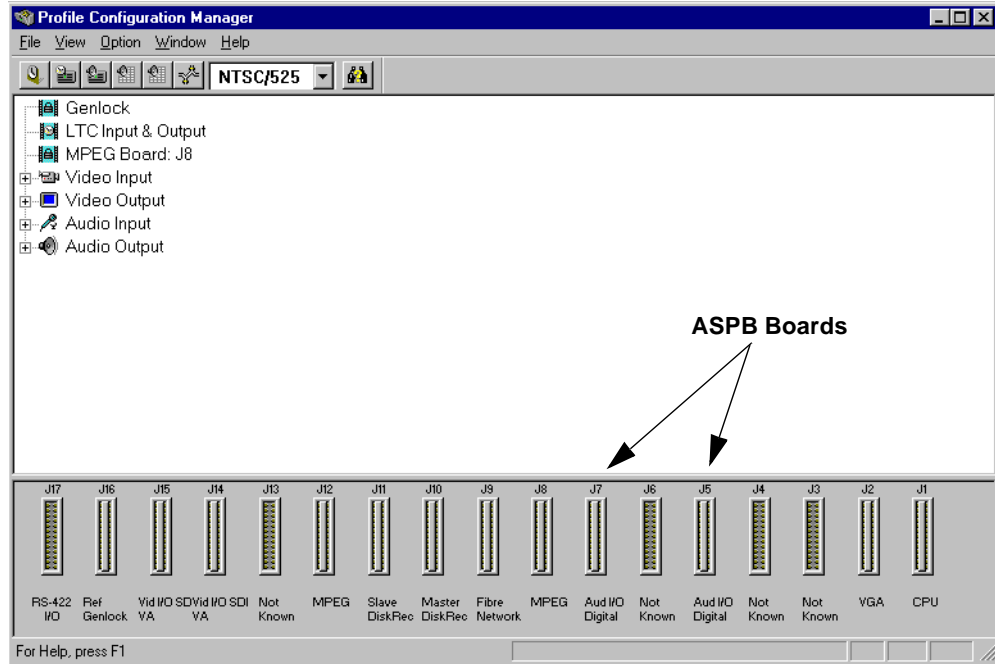 Profile Configuration Manager
File View Option Window Help
NTSC/525
Genlock
LTC Input & Output
MPEG Board: J8
Video Input
Video Output
Audio Input
Audio Output
ASPB Boards
J17 J16 J15 J14 J13 J12 J11 J10 J9 J8 J7 J6 J5 J4 J3 J2 J1
RS-422 Ref Vid I/O SDVid I/O SDI Not MPEG Slave Master Fibre MPEG Aud I/O Not Aud I/O Not Not VGA CPU
I/O Genlock VA VA Known DiskRec DiskRec Network Digital Known Digital Known Known
For Help, press F1